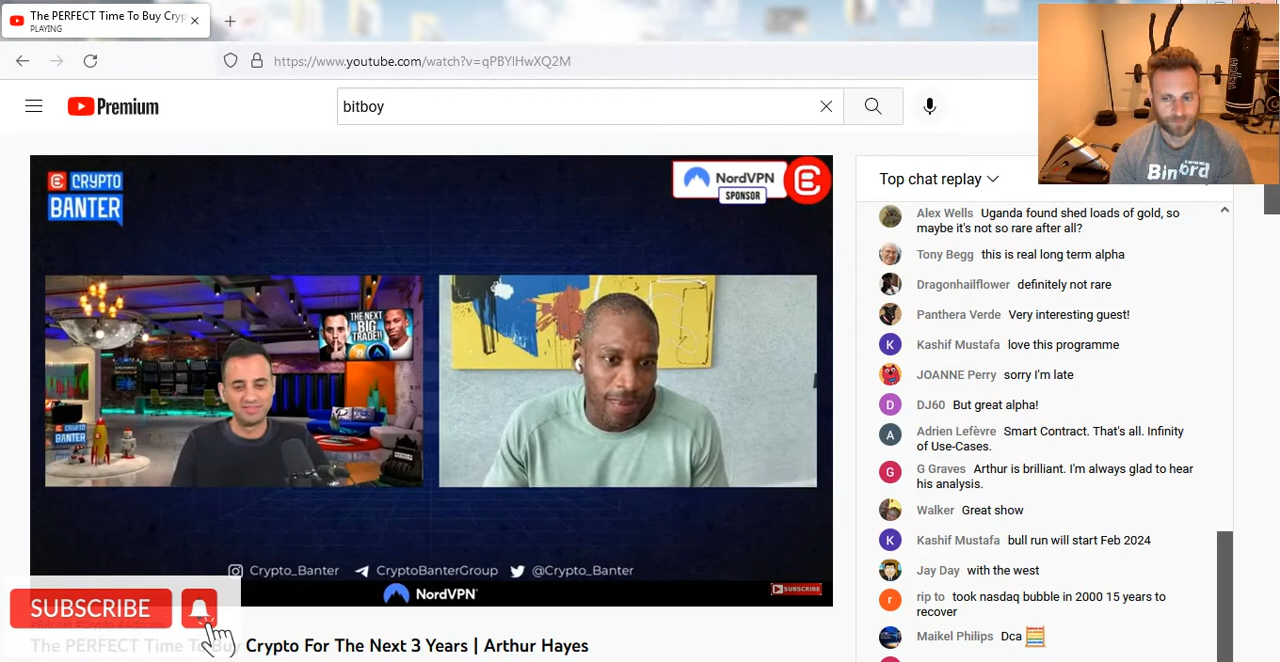 The PERFECT Time To Buy Cryp
PLAYING
https://www.youtube.com/watch?v=qPBYlHwXQ2M
Premium
bitboy
CRYPTO
BANTER
NordVPN
SPONSOR
THE NEXT
BIG
TRADE!!
CRYPTO
BANTER
Crypto_Banter
CryptoBanterGroup
@Crypto_Banter
NordVPN
SUBSCRIBE
SUBSCRIBE
#Bitcoin #Crypto #Altcoins
The PERFECT Time To Buy Crypto For The Next 3 Years | Arthur Hayes
Top chat replay
Alex Wells Uganda found shed loads of gold, so
maybe it's not so rare after all?
Tony Begg this is real long term alpha
Dragonhailflower definitely not rare
Panthera Verde Very interesting guest!
K Kashif Mustafa love this programme
JOANNE Perry sorry I'm late
D DJ60 But great alpha!
A Adrien Lefèvre Smart Contract. That's all. Infinity
of Use-Cases.
G G Graves Arthur is brilliant. I'm always glad to hear
his analysis.
Walker Great show
K Kashif Mustafa bull run will start Feb 2024
Jay Day with the west
r rip to took nasdaq bubble in 2000 15 years to
recover
Maikel Philips Dca